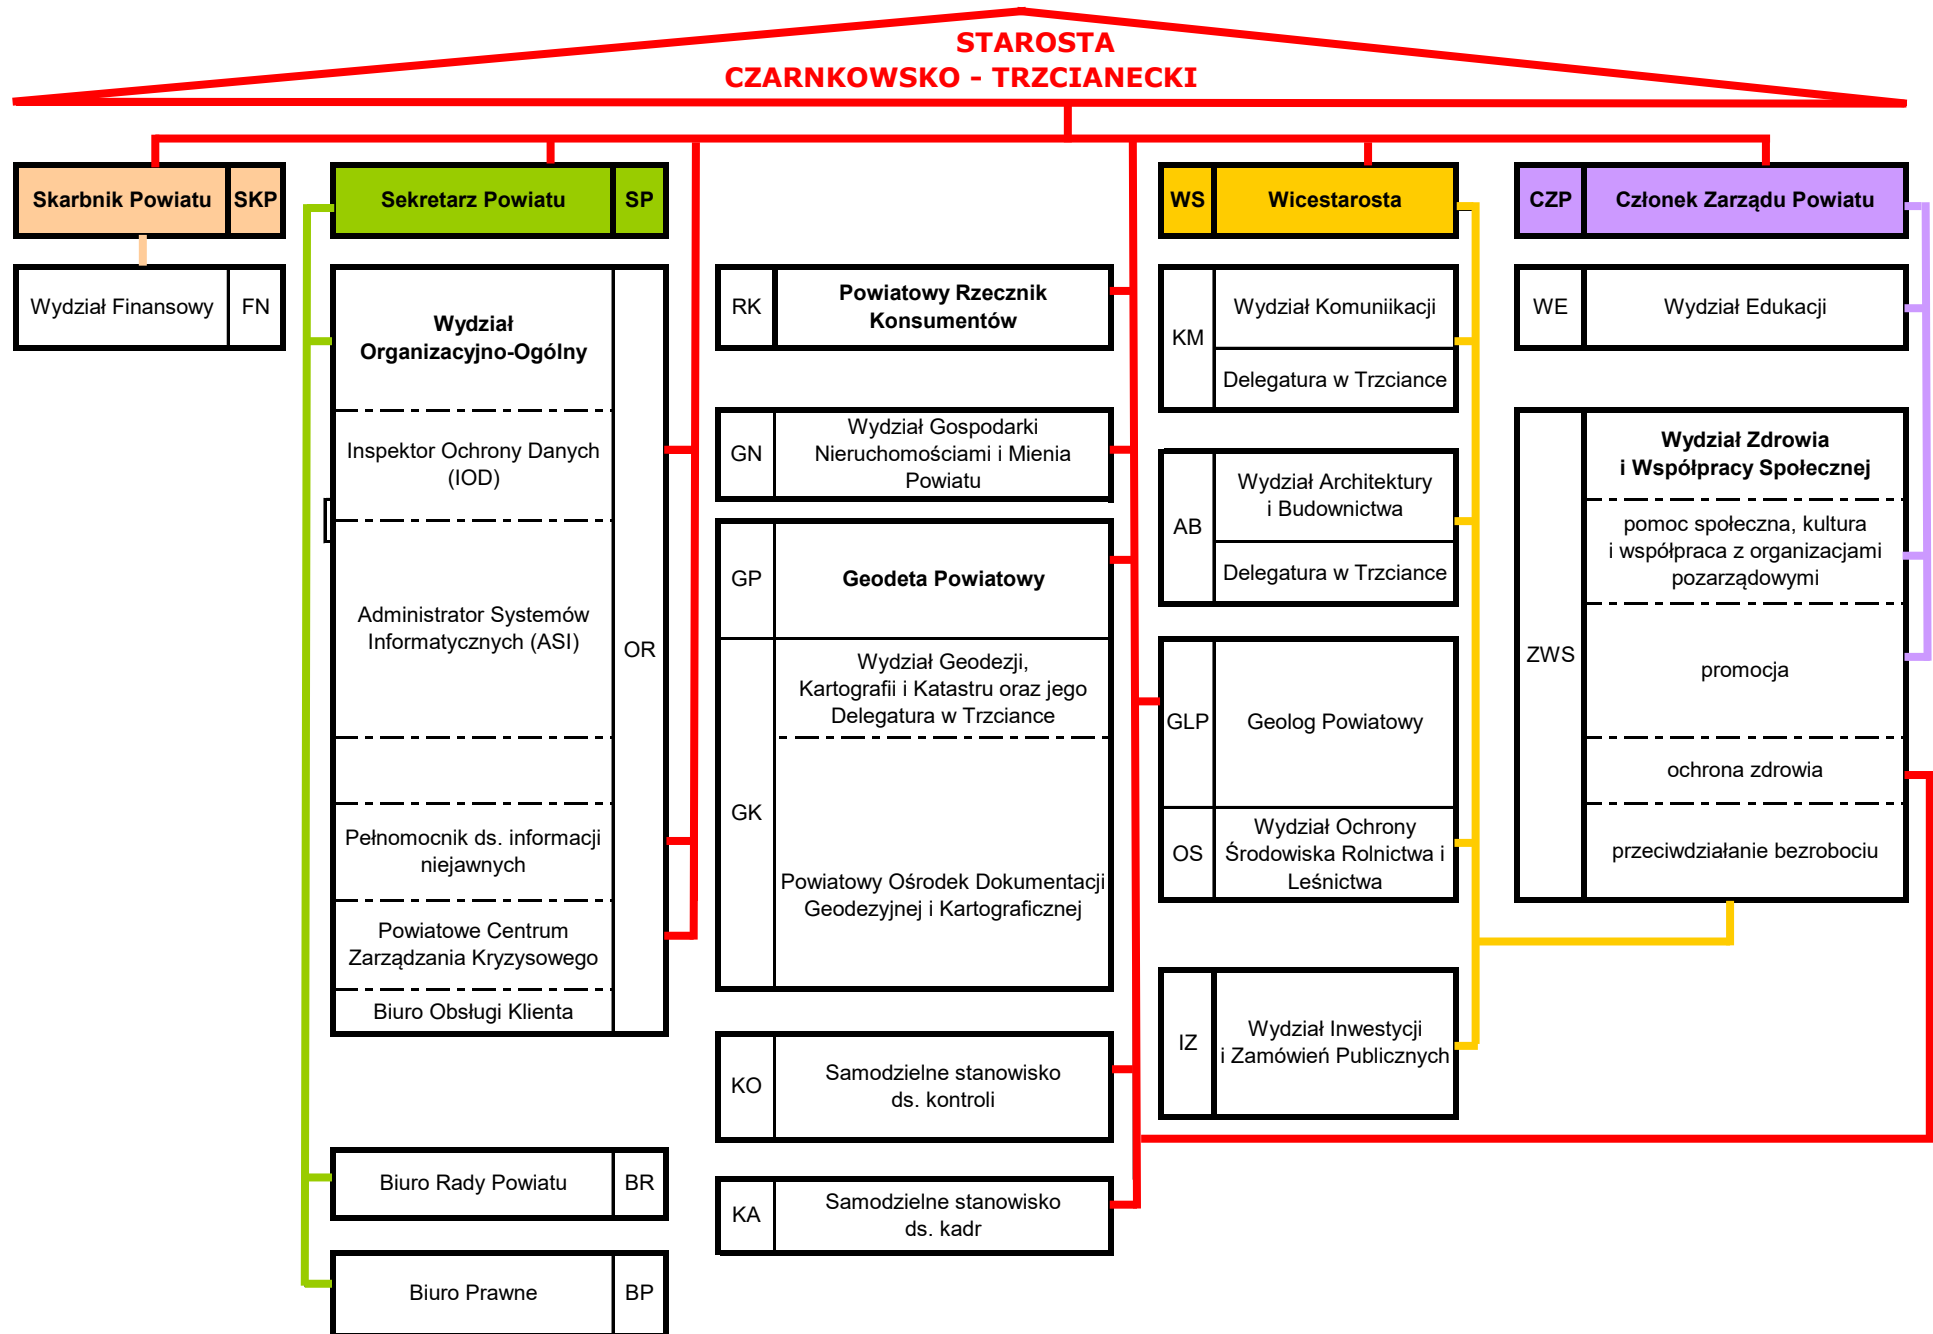 STAROSTA
CZARNKOWSKO - TRZCIANECKI
Skarbnik Powiatu
SKP
Wydział Finansowy
FN
Sekretarz Powiatu
SP
Wydział
Organizacyjno-Ogólny
Inspektor Ochrony Danych
(IOD)
Administrator Systemów
Informatycznych (ASI)
OR
Pełnomocnik ds. informacji
niejawnych
Powiatowe Centrum
Zarządzania Kryzysowego
Biuro Obsługi Klienta
Biuro Rady Powiatu
BR
Biuro Prawne
BP
RK
Powiatowy Rzecznik
Konsumentów
GN
Wydział Gospodarki
Nieruchomościami i Mienia
Powiatu
GP
Geodeta Powiatowy
Wydział Geodezji,
Kartografii i Katastru oraz jego
Delegatura w Trzciance
GK
Powiatowy Ośrodek Dokumentacji
Geodezyjnej i Kartograficznej
KO
Samodzielne stanowisko
ds. kontroli
KA
Samodzielne stanowisko
ds. kadr
WS
Wicestarosta
KM
Wydział Komuniikacji
Delegatura w Trzciance
AB
Wydział Architektury
i Budownictwa
Delegatura w Trzciance
GLP
Geolog Powiatowy
OS
Wydział Ochrony
Środowiska Rolnictwa i
Leśnictwa
IZ
Wydział Inwestycji
i Zamówień Publicznych
CZP
Członek Zarządu Powiatu
WE
Wydział Edukacji
ZWS
Wydział Zdrowia
i Współpracy Społecznej
pomoc społeczna, kultura
i współpraca z organizacjami
pozarządowymi
promocja
ochrona zdrowia
przeciwdziałanie bezrobociu